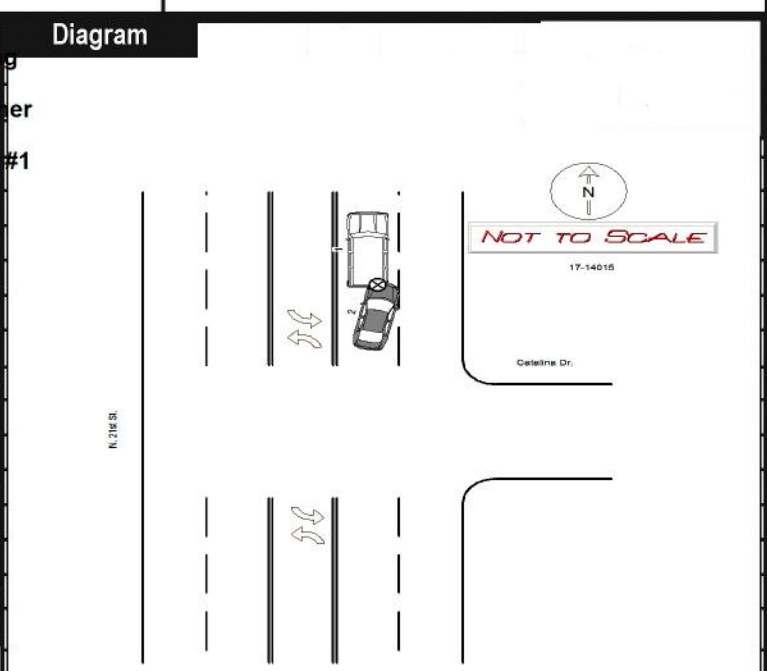 Diagram
g
er
#1
N
NOT TO SCALE
17-14015
1
2
Catalina Dr.
N. 21st St.